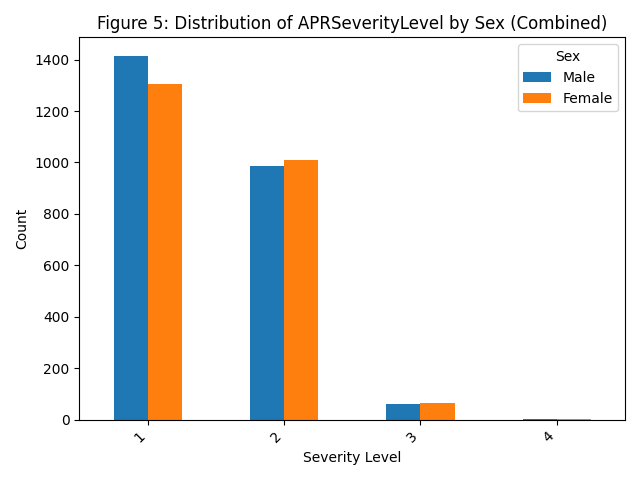 Figure 5: Distribution of APRSeverityLevel by Sex (Combined)
Sex
Male
Female
1400
1200
1000
800
600
400
200
0
Count
1
2
3
4
Severity Level